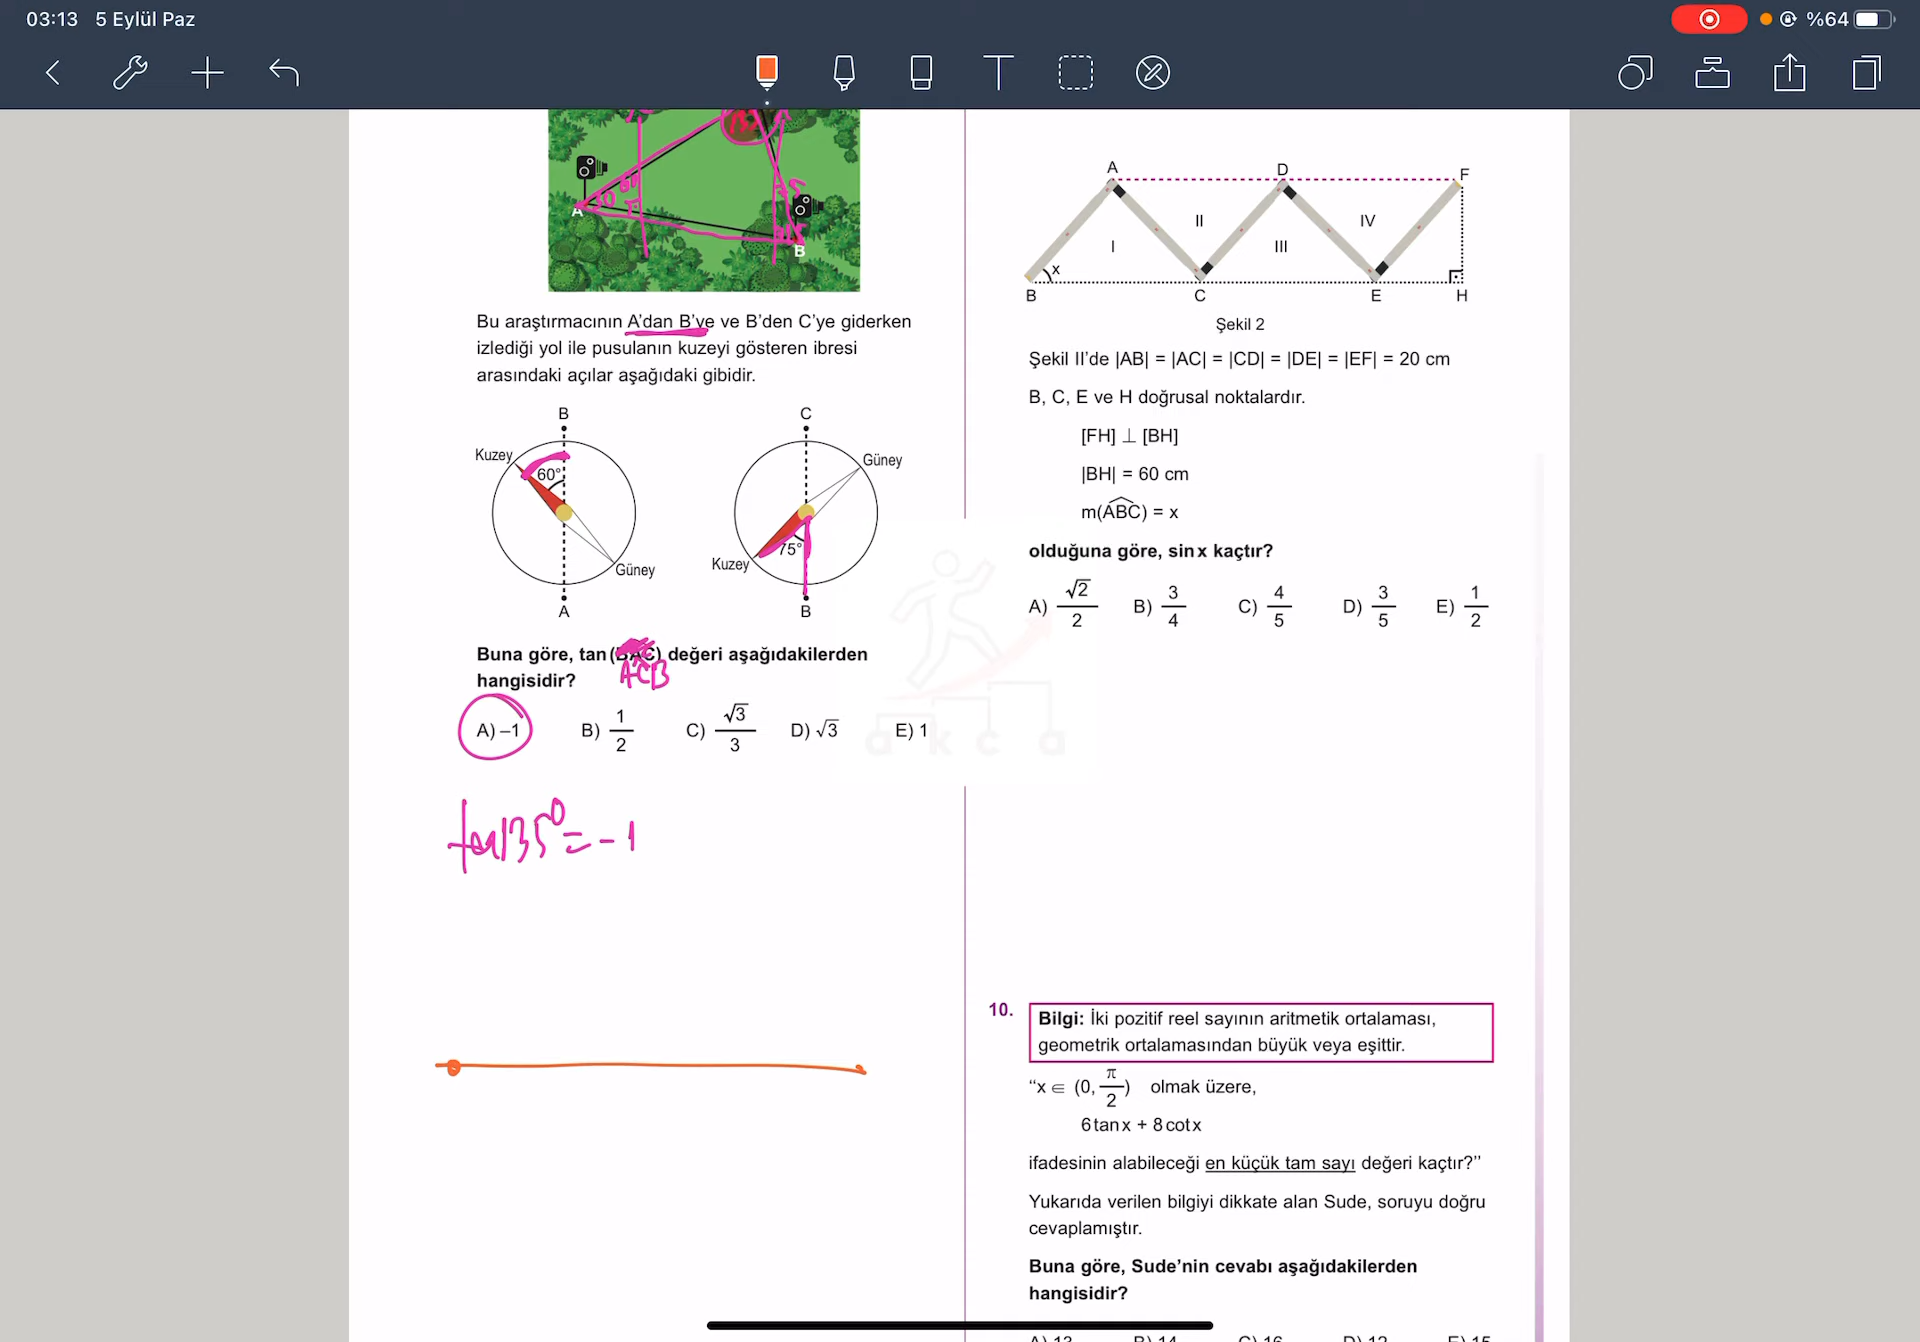 03:13 5 Eylül Paz
%64
A
B
Bu araştırmacının A'dan B'ye ve B'den C'ye giderken
izlediği yol ile pusulanın kuzeyi gösteren ibresi
arasındaki açılar aşağıdaki gibidir.
B
Kuzey
60°
Güney
A
C
Güney
75°
Kuzey
B
Buna göre, tan(BAC) değeri aşağıdakilerden
ACB
hangisidir?
A) –1 B) 1/2 C) √3/3 D) √3 E) 1
tan135° = -1
A D F
II IV
I III
x
B C E H
Şekil 2
Şekil II'de |AB| = |AC| = |CD| = |DE| = |EF| = 20 cm
B, C, E ve H doğrusal noktalardır.
[FH] ⊥ [BH]
|BH| = 60 cm
m(ABC) = x
olduğuna göre, sin x kaçtır?
A) √2/2 B) 3/4 C) 4/5 D) 3/5 E) 1/2
akca
10.
Bilgi: İki pozitif reel sayının aritmetik ortalaması,
geometrik ortalamasından büyük veya eşittir.
“x ∈ (0, π/2) olmak üzere,
6 tan x + 8 cot x
ifadesinin alabileceği en küçük tam sayı değeri kaçtır?”
Yukarıda verilen bilgiyi dikkate alan Sude, soruyu doğru
cevaplamıştır.
Buna göre, Sude'nin cevabı aşağıdakilerden
hangisidir?
A) 13 B) 14 C) 16 D) 12 E) 15